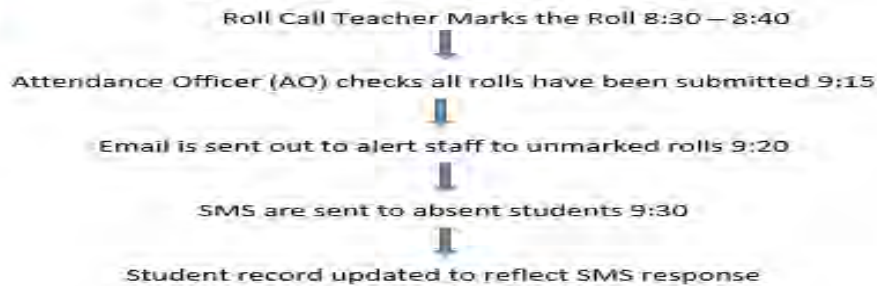 Roll Call Teacher Marks the Roll 8:30 – 8:40
Attendance Officer (AO) checks all rolls have been submitted 9:15
Email is sent out to alert staff to unmarked rolls 9:20
SMS are sent to absent students 9:30
Student record updated to reflect SMS response